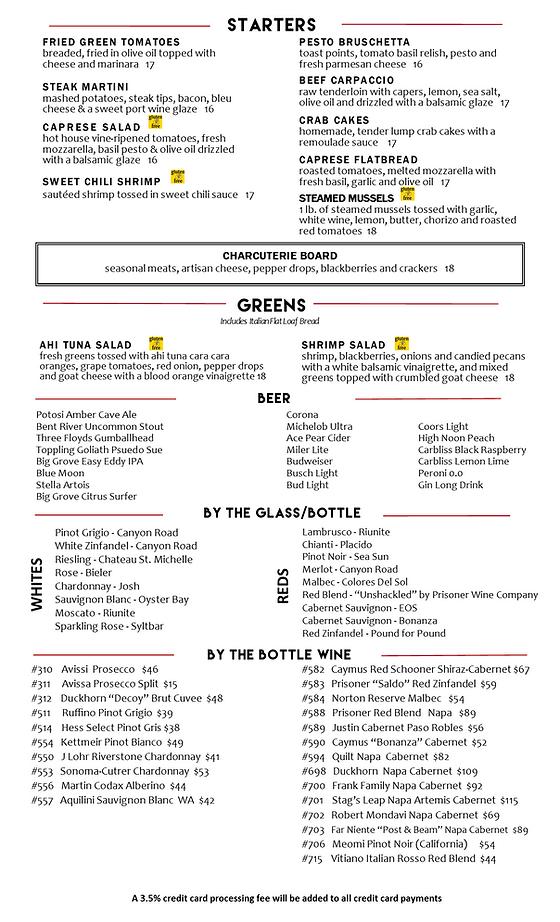 STARTERS
FRIED GREEN TOMATOES
breaded, fried in olive oil topped with
cheese and marinara 17
STEAK MARTINI
mashed potatoes, steak tips, bacon, bleu
cheese & a sweet port wine glaze 16
CAPRESE SALAD gluten free
hot house vine-ripened tomatoes, fresh
mozzarella, basil pesto & olive oil drizzled
with a balsamic glaze 16
SWEET CHILI SHRIMP gluten free
sautéed shrimp tossed in sweet chili sauce 17
PESTO BRUSCHETTA
toast points, tomato basil relish, pesto and
fresh parmesan cheese 16
BEEF CARPACCIO
raw tenderloin with capers, lemon, sea salt,
olive oil and drizzled with a balsamic glaze 17
CRAB CAKES
homemade, tender lump crab cakes with a
remoulade sauce 17
CAPRESE FLATBREAD
roasted tomatoes, melted mozzarella with
fresh basil, garlic and olive oil 17
STEAMED MUSSELS gluten free
1 lb. of steamed mussels tossed with garlic,
white wine, lemon, butter, chorizo and roasted
red tomatoes 18
CHARCUTERIE BOARD
seasonal meats, artisan cheese, pepper drops, blackberries and crackers 18
GREENS
Includes Italian Flat Loaf Bread
AHI TUNA SALAD gluten free
fresh greens tossed with ahi tuna cara cara
oranges, grape tomatoes, red onion, pepper drops
and goat cheese with a blood orange vinaigrette 18
SHRIMP SALAD gluten free
shrimp, blackberries, onions and candied pecans
with a white balsamic vinaigrette, and mixed
greens topped with crumbled goat cheese 18
BEER
Potosi Amber Cave Ale
Bent River Uncommon Stout
Three Floyds Gumballhead
Toppling Goliath Psuedo Sue
Big Grove Easy Eddy IPA
Blue Moon
Stella Artois
Big Grove Citrus Surfer
Corona
Michelob Ultra
Ace Pear Cider
Miler Lite
Budweiser
Busch Light
Bud Light
Coors Light
High Noon Peach
Carbliss Black Raspberry
Carbliss Lemon Lime
Peroni 0.0
Gin Long Drink
BY THE GLASS/BOTTLE
WHITES
Pinot Grigio - Canyon Road
White Zinfandel - Canyon Road
Riesling - Chateau St. Michelle
Rose - Bieler
Chardonnay - Josh
Sauvignon Blanc - Oyster Bay
Moscato - Riunite
Sparkling Rose - Syltbar
REDS
Lambrusco - Riunite
Chianti - Placido
Pinot Noir - Sea Sun
Merlot - Canyon Road
Malbec - Colores Del Sol
Red Blend - "Unshackled" by Prisoner Wine Company
Cabernet Sauvignon - EOS
Cabernet Sauvignon - Bonanza
Red Zinfandel - Pound for Pound
BY THE BOTTLE WINE
#310 Avissi Prosecco $46
#311 Avissa Prosecco Split $15
#312 Duckhorn "Decoy" Brut Cuvee $48
#511 Ruffino Pinot Grigio $39
#514 Hess Select Pinot Gris $38
#554 Kettmeir Pinot Bianco $49
#550 J Lohr Riverstone Chardonnay $41
#553 Sonoma-Cutrer Chardonnay $53
#556 Martin Codax Alberino $44
#557 Aquilini Sauvignon Blanc WA $42
#582 Caymus Red Schooner Shiraz-Cabernet $67
#583 Prisoner "Saldo" Red Zinfandel $59
#584 Norton Reserve Malbec $54
#588 Prisoner Red Blend Napa $89
#589 Justin Cabernet Paso Robles $56
#590 Caymus "Bonanza" Cabernet $52
#594 Quilt Napa Cabernet $82
#698 Duckhorn Napa Cabernet $109
#700 Frank Family Napa Cabernet $92
#701 Stag's Leap Napa Artemis Cabernet $115
#702 Robert Mondavi Napa Cabernet $69
#703 Far Niente "Post & Beam" Napa Cabernet $89
#706 Meomi Pinot Noir (California) $54
#715 Vitiano Italian Rosso Red Blend $44
A 3.5% credit card processing fee will be added to all credit card payments